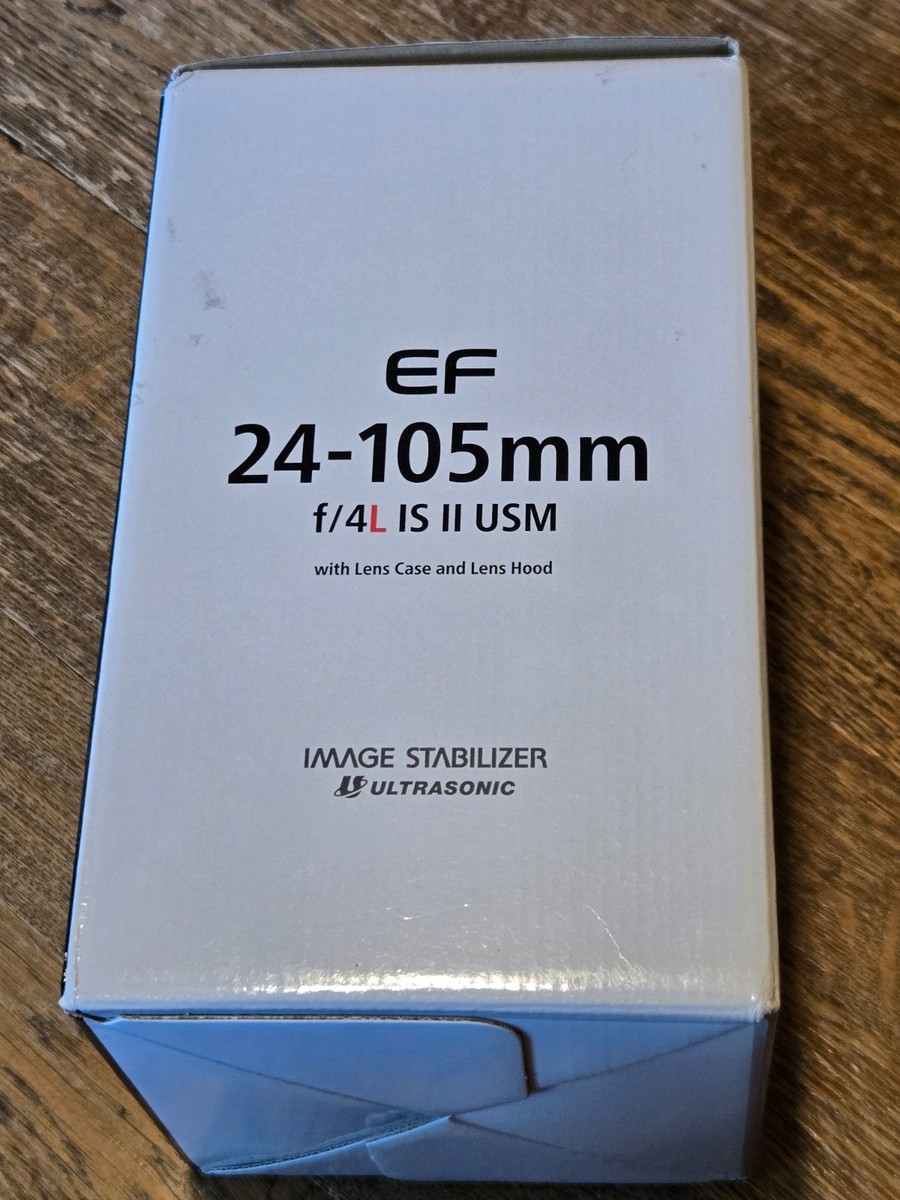 EF
24-105mm
f/4L IS II USM
with Lens Case and Lens Hood
IMAGE STABILIZER
ULTRASONIC